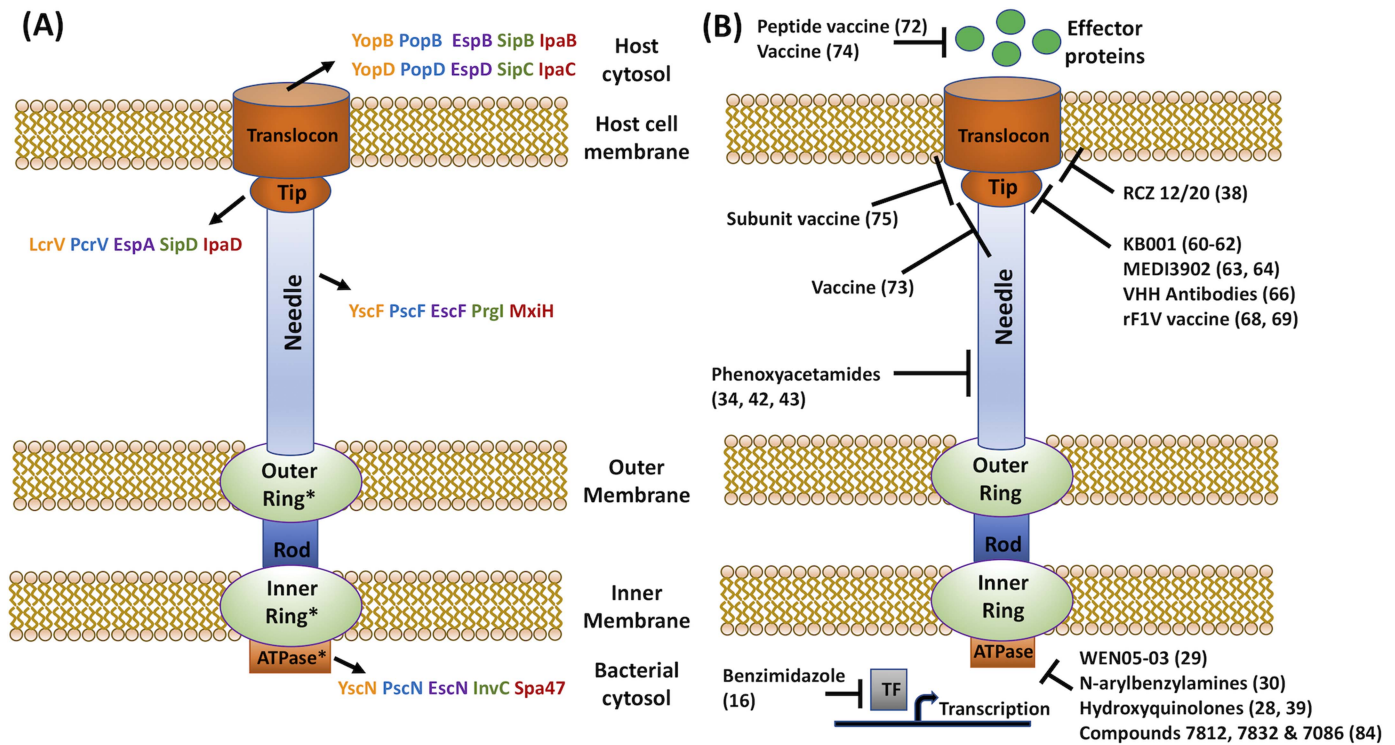 (A)
YopB PopB EspB SipB IpaB
YopD PopD EspD SipC IpaC
Host
cytosol
Translocon
Host cell
membrane
Tip
LcrV PcrV EspA SipD IpaD
Needle
YscF PscF EscF PrgI MxiH
Outer
Ring*
Outer
Membrane
Rod
Inner
Ring*
Inner
Membrane
ATPase*
YscN PscN EscN InvC Spa47
Bacterial
cytosol
(B)
Peptide vaccine (72)
Vaccine (74)
Effector
proteins
Translocon
Tip
RCZ 12/20 (38)
Subunit vaccine (75)
KB001 (60-62)
MEDI3902 (63, 64)
VHH Antibodies (66)
rF1V vaccine (68, 69)
Vaccine (73)
Needle
Phenoxyacetamides
(34, 42, 43)
Outer
Ring
Rod
Inner
Ring
ATPase
WEN05-03 (29)
N-arylbenzylamines (30)
Hydroxyquinolones (28, 39)
Compounds 7812, 7832 & 7086 (84)
Benzimidazole
(16)
TF
Transcription